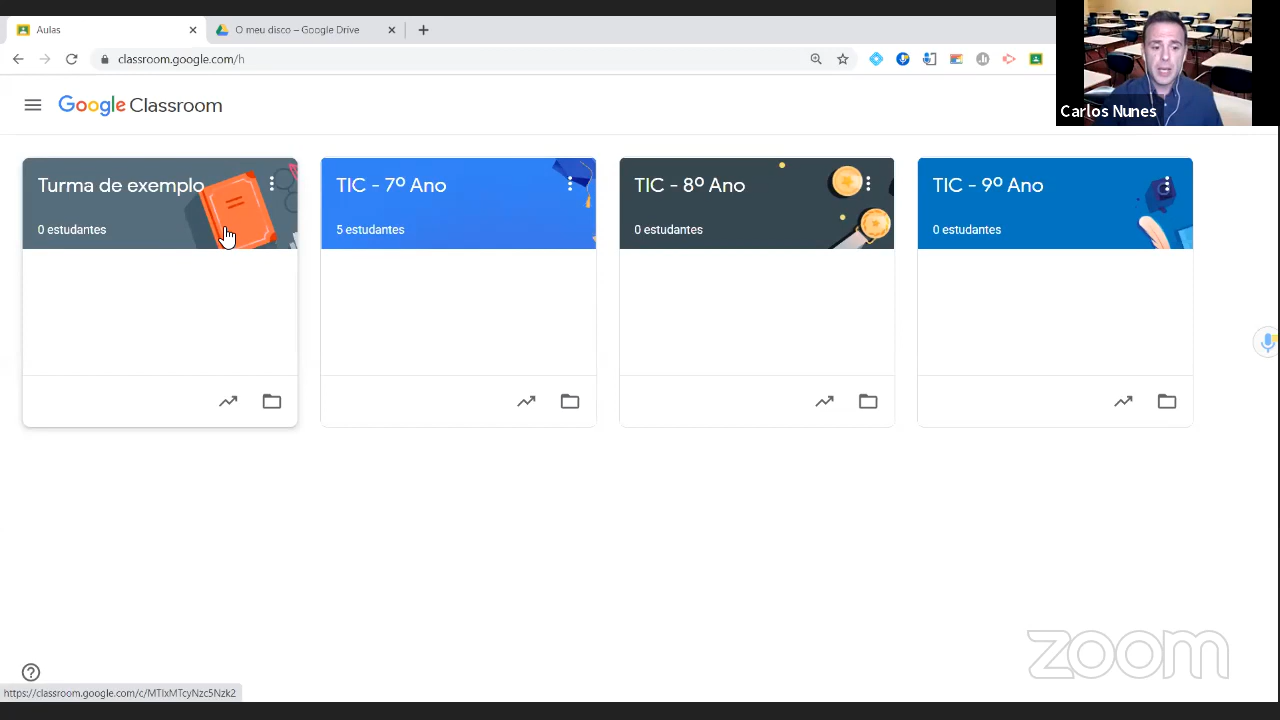 Aulas
O meu disco – Google Drive
classroom.google.com/h
Carlos Nunes
Google Classroom
Turma de exemplo
0 estudantes
TIC - 7º Ano
5 estudantes
TIC - 8º Ano
0 estudantes
TIC - 9º Ano
0 estudantes
zoom
https://classroom.google.com/c/MTIxMTcyNzc5Nzk2